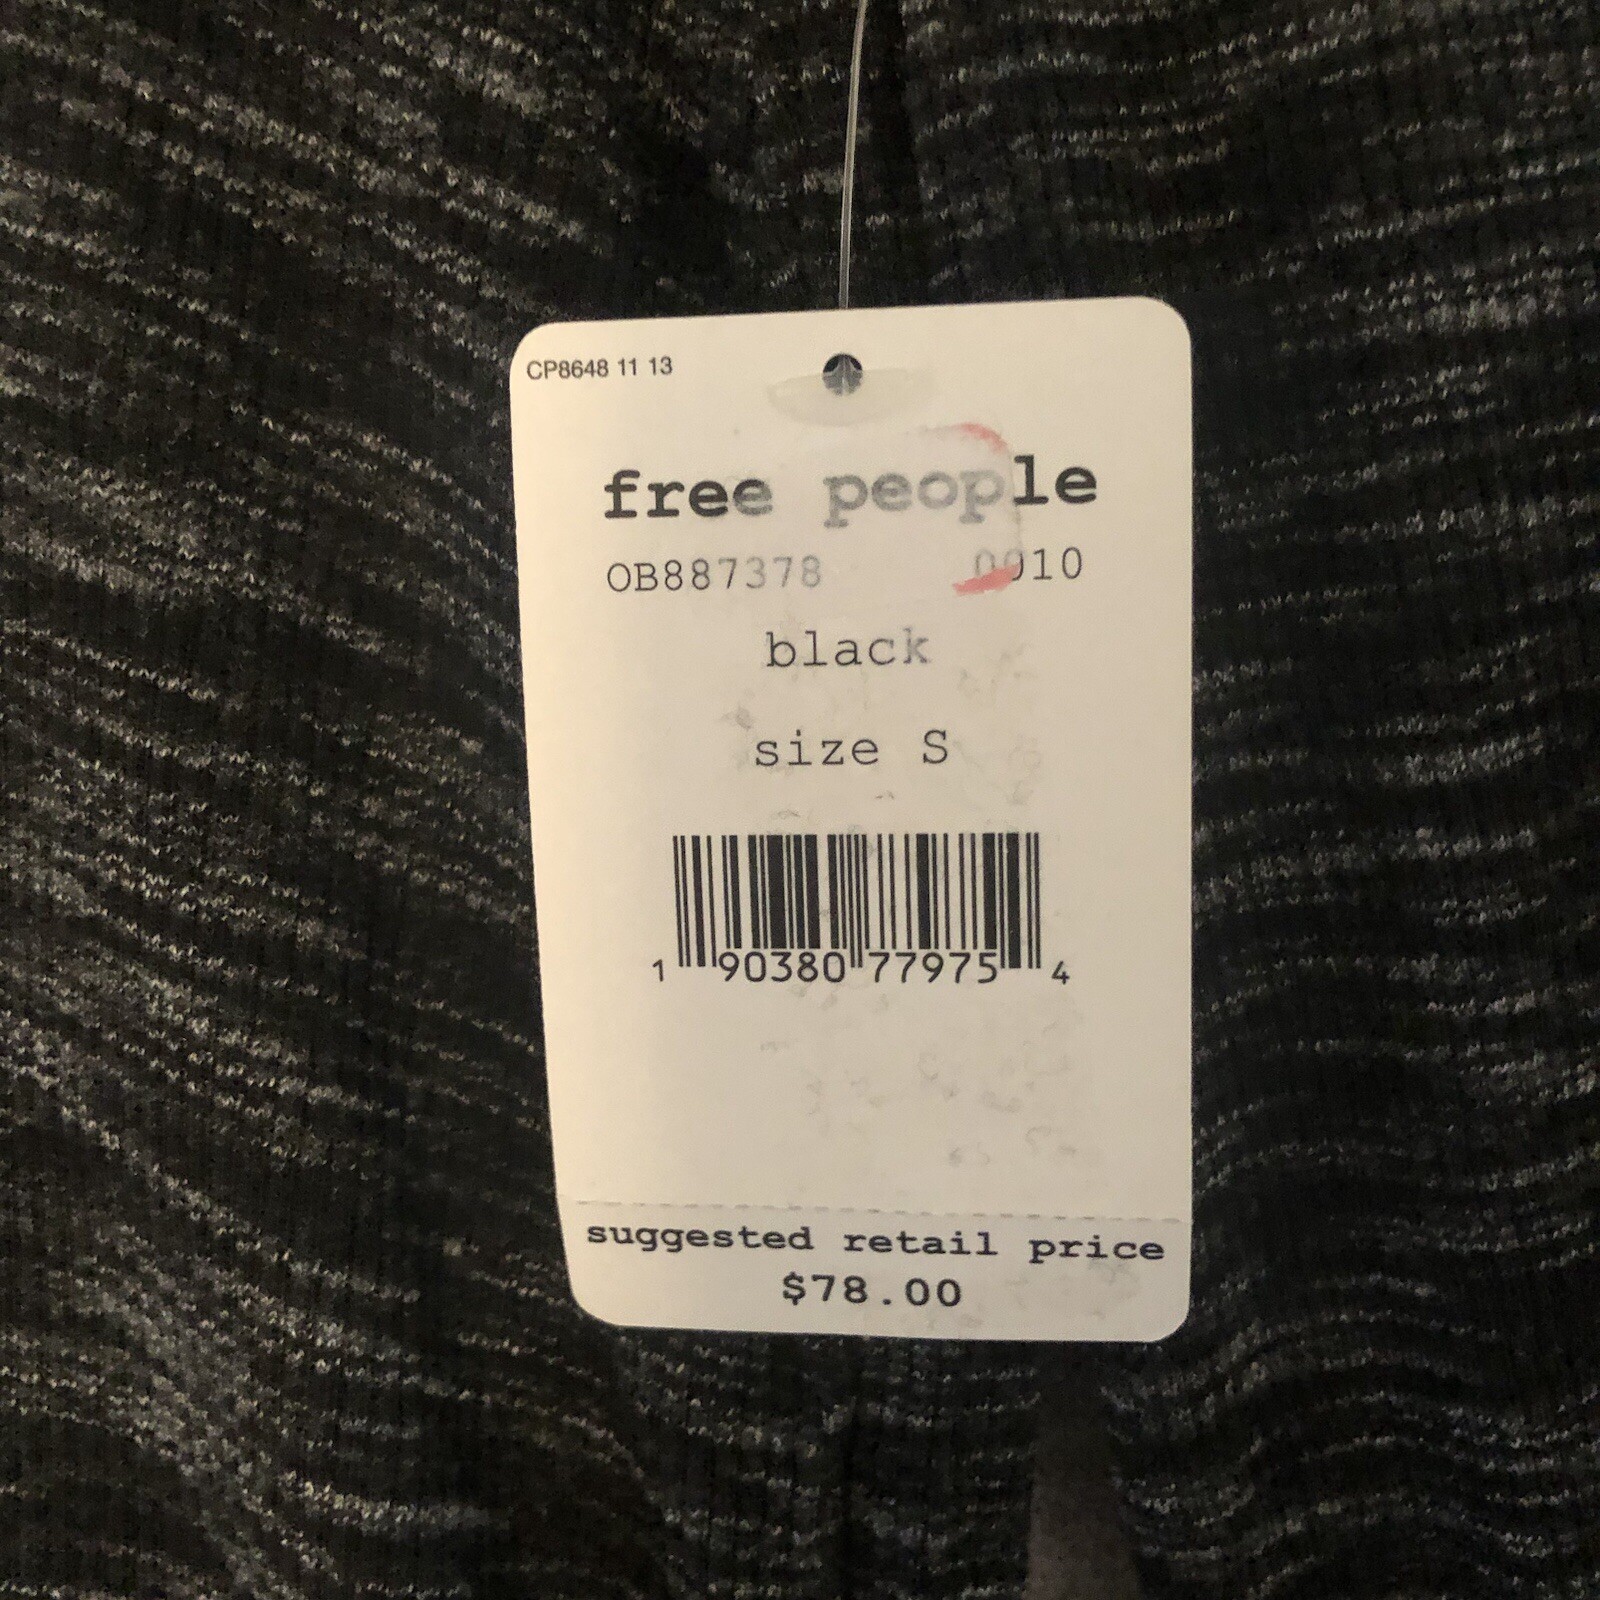 CP8648 11 13
free people
OB887378 0010
black
size S
1 90380 77975 4
suggested retail price
$78.00